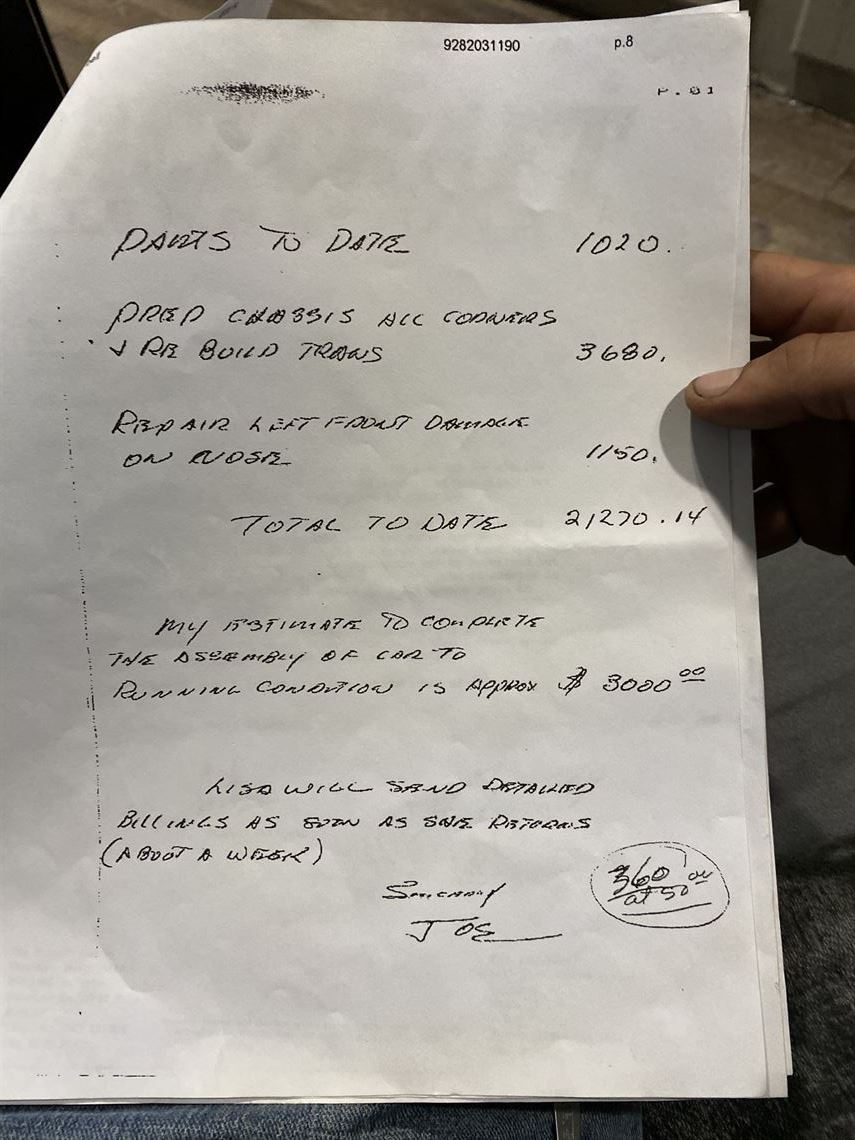 9282031190 p.8
P.01
PARTS TO DATE 1020.
PREP CHASSIS ALL CORNERS
& RE BUILD TRANS 3680.
REPAIR LEFT FRONT DAMAGE
ON NOSE 1150.
TOTAL TO DATE 21270.14
MY ESTIMATE TO COMPLETE
THE ASSEMBLY OF CAR TO
RUNNING CONDITION IS APPROX $ 3000 00
LISA WILL SEND DETAILED
BILLINGS AS SOON AS SHE RETURNS
(ABOUT A WEEK)
360
at 50 00
JOE